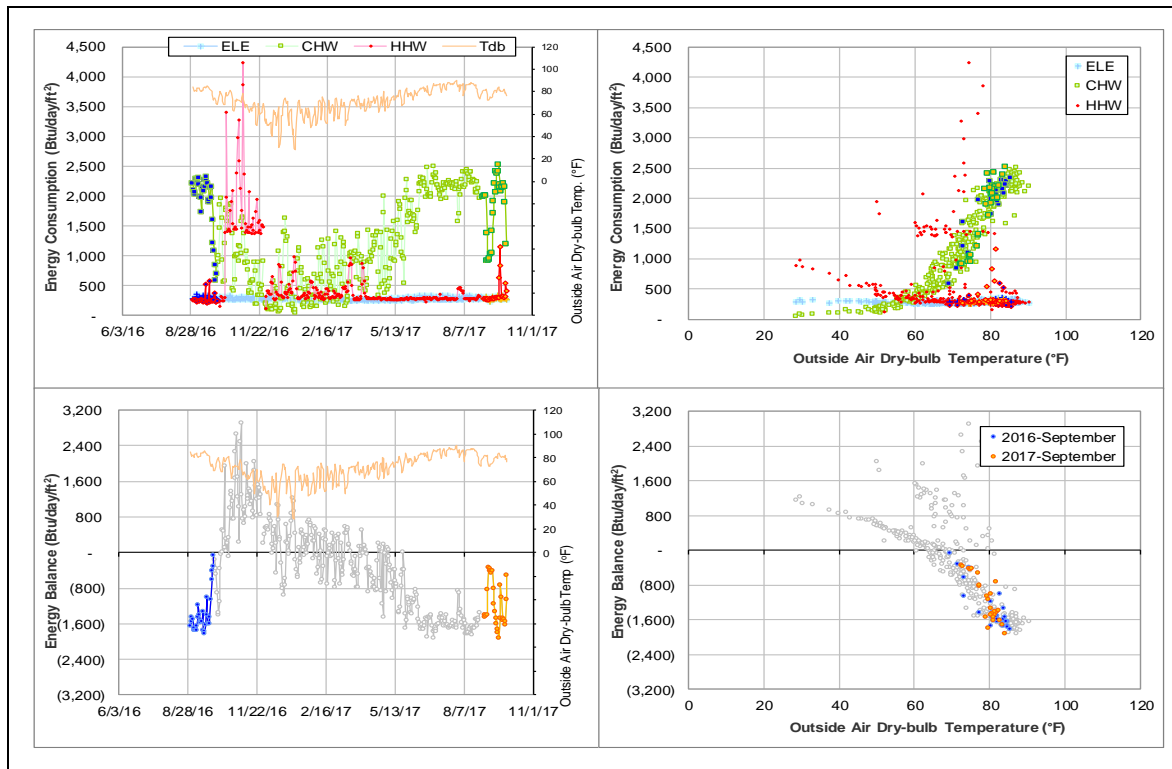 ELE CHW HHW Tdb
Energy Consumption (Btu/day/ft²)
4,500
4,000
3,500
3,000
2,500
2,000
1,500
1,000
500
-
120
100
80
60
40
20
0
Outside Air Dry-bulb Temp. (°F)
6/3/16 8/28/16 11/22/16 2/16/17 5/13/17 8/7/17 11/1/17
ELE
CHW
HHW
Energy Consumption (Btu/day/ft²)
4,500
4,000
3,500
3,000
2,500
2,000
1,500
1,000
500
-
0 20 40 60 80 100 120
Outside Air Dry-bulb Temperature (°F)
Energy Balance (Btu/day/ft²)
3,200
2,400
1,600
800
-
(800)
(1,600)
(2,400)
(3,200)
120
100
80
60
40
20
0
Outside Air Dry-bulb Temp (°F)
6/3/16 8/28/16 11/22/16 2/16/17 5/13/17 8/7/17 11/1/17
2016-September
2017-September
Energy Balance (Btu/day/ft²)
3,200
2,400
1,600
800
-
(800)
(1,600)
(2,400)
(3,200)
0 20 40 60 80 100 120
Outside Air Dry-bulb Temperature (°F)